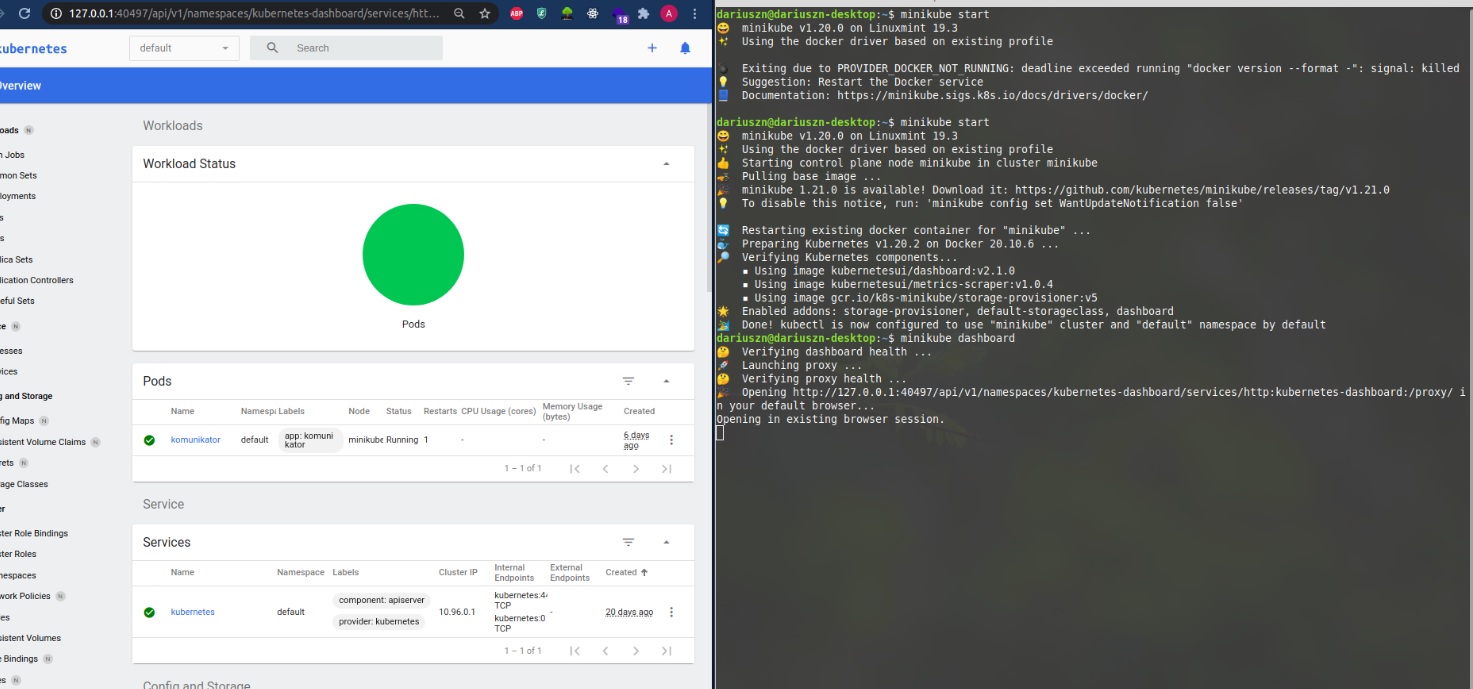 127.0.0.1:40497/api/v1/namespaces/kubernetes-dashboard/services/htt...
ABP
18
A
kubernetes
default
Search
Overview
oads N
n Jobs
mon Sets
loyments
s
s
lica Sets
lication Controllers
eful Sets
ce N
esses
vices
g and Storage
fig Maps N
sistent Volume Claims N
rets N
age Classes
er
ster Role Bindings
ster Roles
nespaces
work Policies N
les
sistent Volumes
e Bindings N
es N
Workloads
Workload Status
Pods
Pods
Name Namespa Labels Node Status Restarts CPU Usage (cores) Memory Usage (bytes) Created
komunikator default app: komuni kator minikube Running 1 - - 6 days ago
1 – 1 of 1
Service
Services
Name Namespace Labels Cluster IP Internal Endpoints External Endpoints Created
kubernetes default component: apiserver provider: kubernetes 10.96.0.1 kubernetes:44 TCP kubernetes:0 TCP - 20 days ago
1 – 1 of 1
Config and Storage
dariuszn@dariuszn-desktop:~$ minikube start
minikube v1.20.0 on Linuxmint 19.3
Using the docker driver based on existing profile
Exiting due to PROVIDER_DOCKER_NOT_RUNNING: deadline exceeded running "docker version --format -": signal: killed
Suggestion: Restart the Docker service
Documentation: https://minikube.sigs.k8s.io/docs/drivers/docker/
dariuszn@dariuszn-desktop:~$ minikube start
minikube v1.20.0 on Linuxmint 19.3
Using the docker driver based on existing profile
Starting control plane node minikube in cluster minikube
Pulling base image ...
minikube 1.21.0 is available! Download it: https://github.com/kubernetes/minikube/releases/tag/v1.21.0
To disable this notice, run: 'minikube config set WantUpdateNotification false'
Restarting existing docker container for "minikube" ...
Preparing Kubernetes v1.20.2 on Docker 20.10.6 ...
Verifying Kubernetes components...
▪ Using image kubernetesui/dashboard:v2.1.0
▪ Using image kubernetesui/metrics-scraper:v1.0.4
▪ Using image gcr.io/k8s-minikube/storage-provisioner:v5
Enabled addons: storage-provisioner, default-storageclass, dashboard
Done! kubectl is now configured to use "minikube" cluster and "default" namespace by default
dariuszn@dariuszn-desktop:~$ minikube dashboard
Verifying dashboard health ...
Launching proxy ...
Verifying proxy health ...
Opening http://127.0.0.1:40497/api/v1/namespaces/kubernetes-dashboard/services/http:kubernetes-dashboard:/proxy/ i
n your default browser...
Opening in existing browser session.